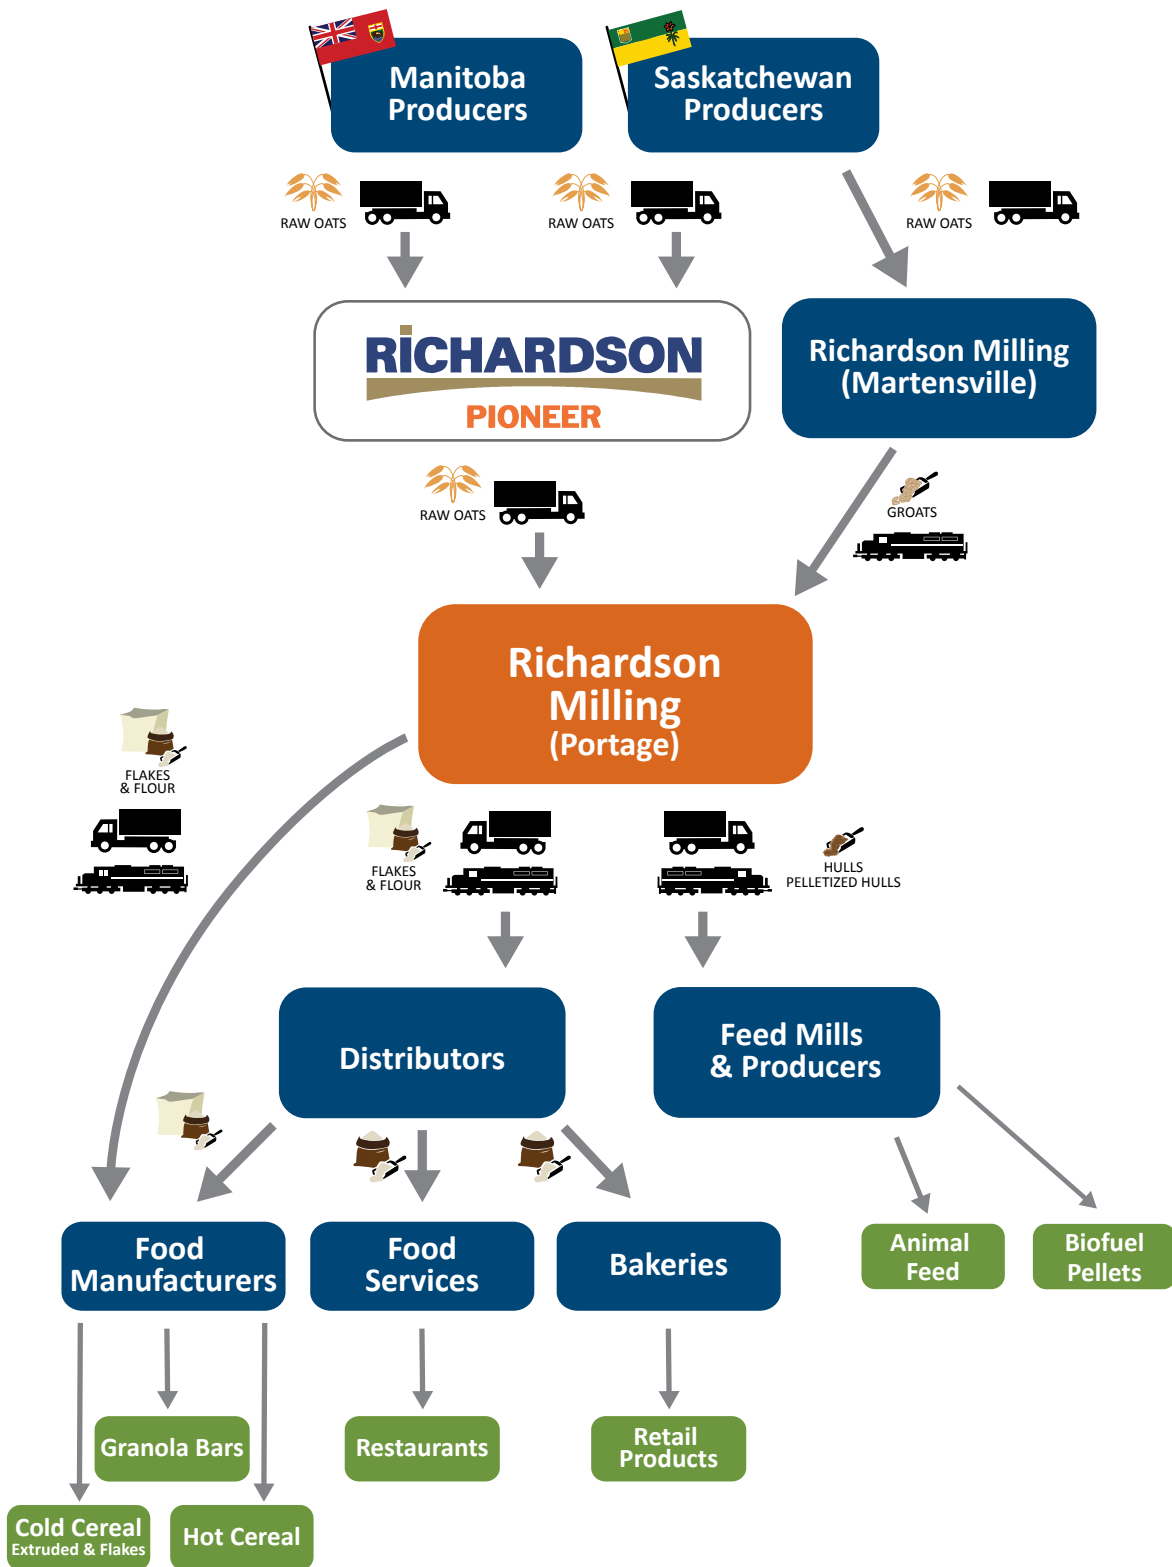 Manitoba
Producers
Saskatchewan
Producers
RAW OATS
RAW OATS
RAW OATS
RICHARDSON
PIONEER
Richardson Milling
(Martensville)
RAW OATS
GROATS
Richardson
Milling
(Portage)
FLAKES
& FLOUR
FLAKES
& FLOUR
HULLS
PELLETIZED HULLS
Distributors
Feed Mills
& Producers
Food
Manufacturers
Food
Services
Bakeries
Animal
Feed
Biofuel
Pellets
Granola Bars
Restaurants
Retail
Products
Cold Cereal
Extruded & Flakes
Hot Cereal